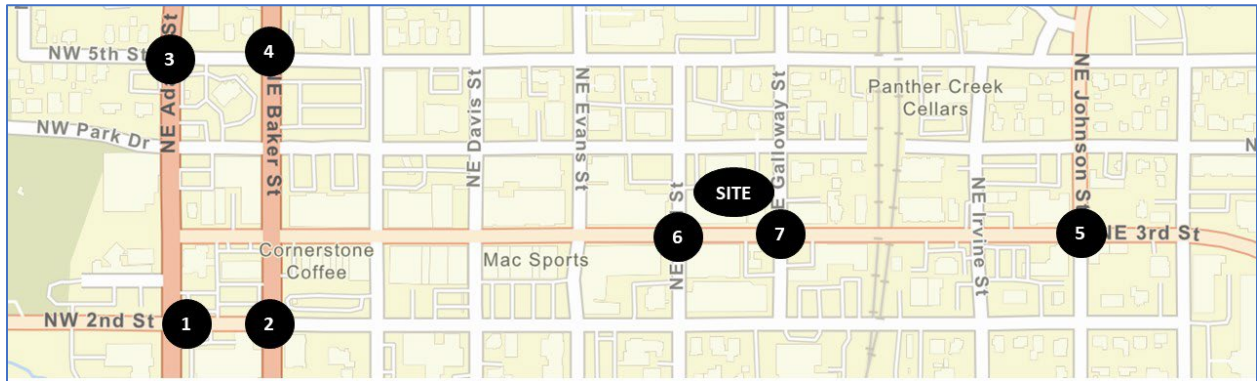 3
4
NW 5th St
NE Ad St
NE Baker St
NE Davis St
NE Evans St
Galloway St
Panther Creek
Cellars
NE Johnson St
NW Park Dr
N
SITE
NE Irvine St
St
NE
6
7
5
NE 3rd St
Cornerstone
Coffee
Mac Sports
NW 2nd St
1
2